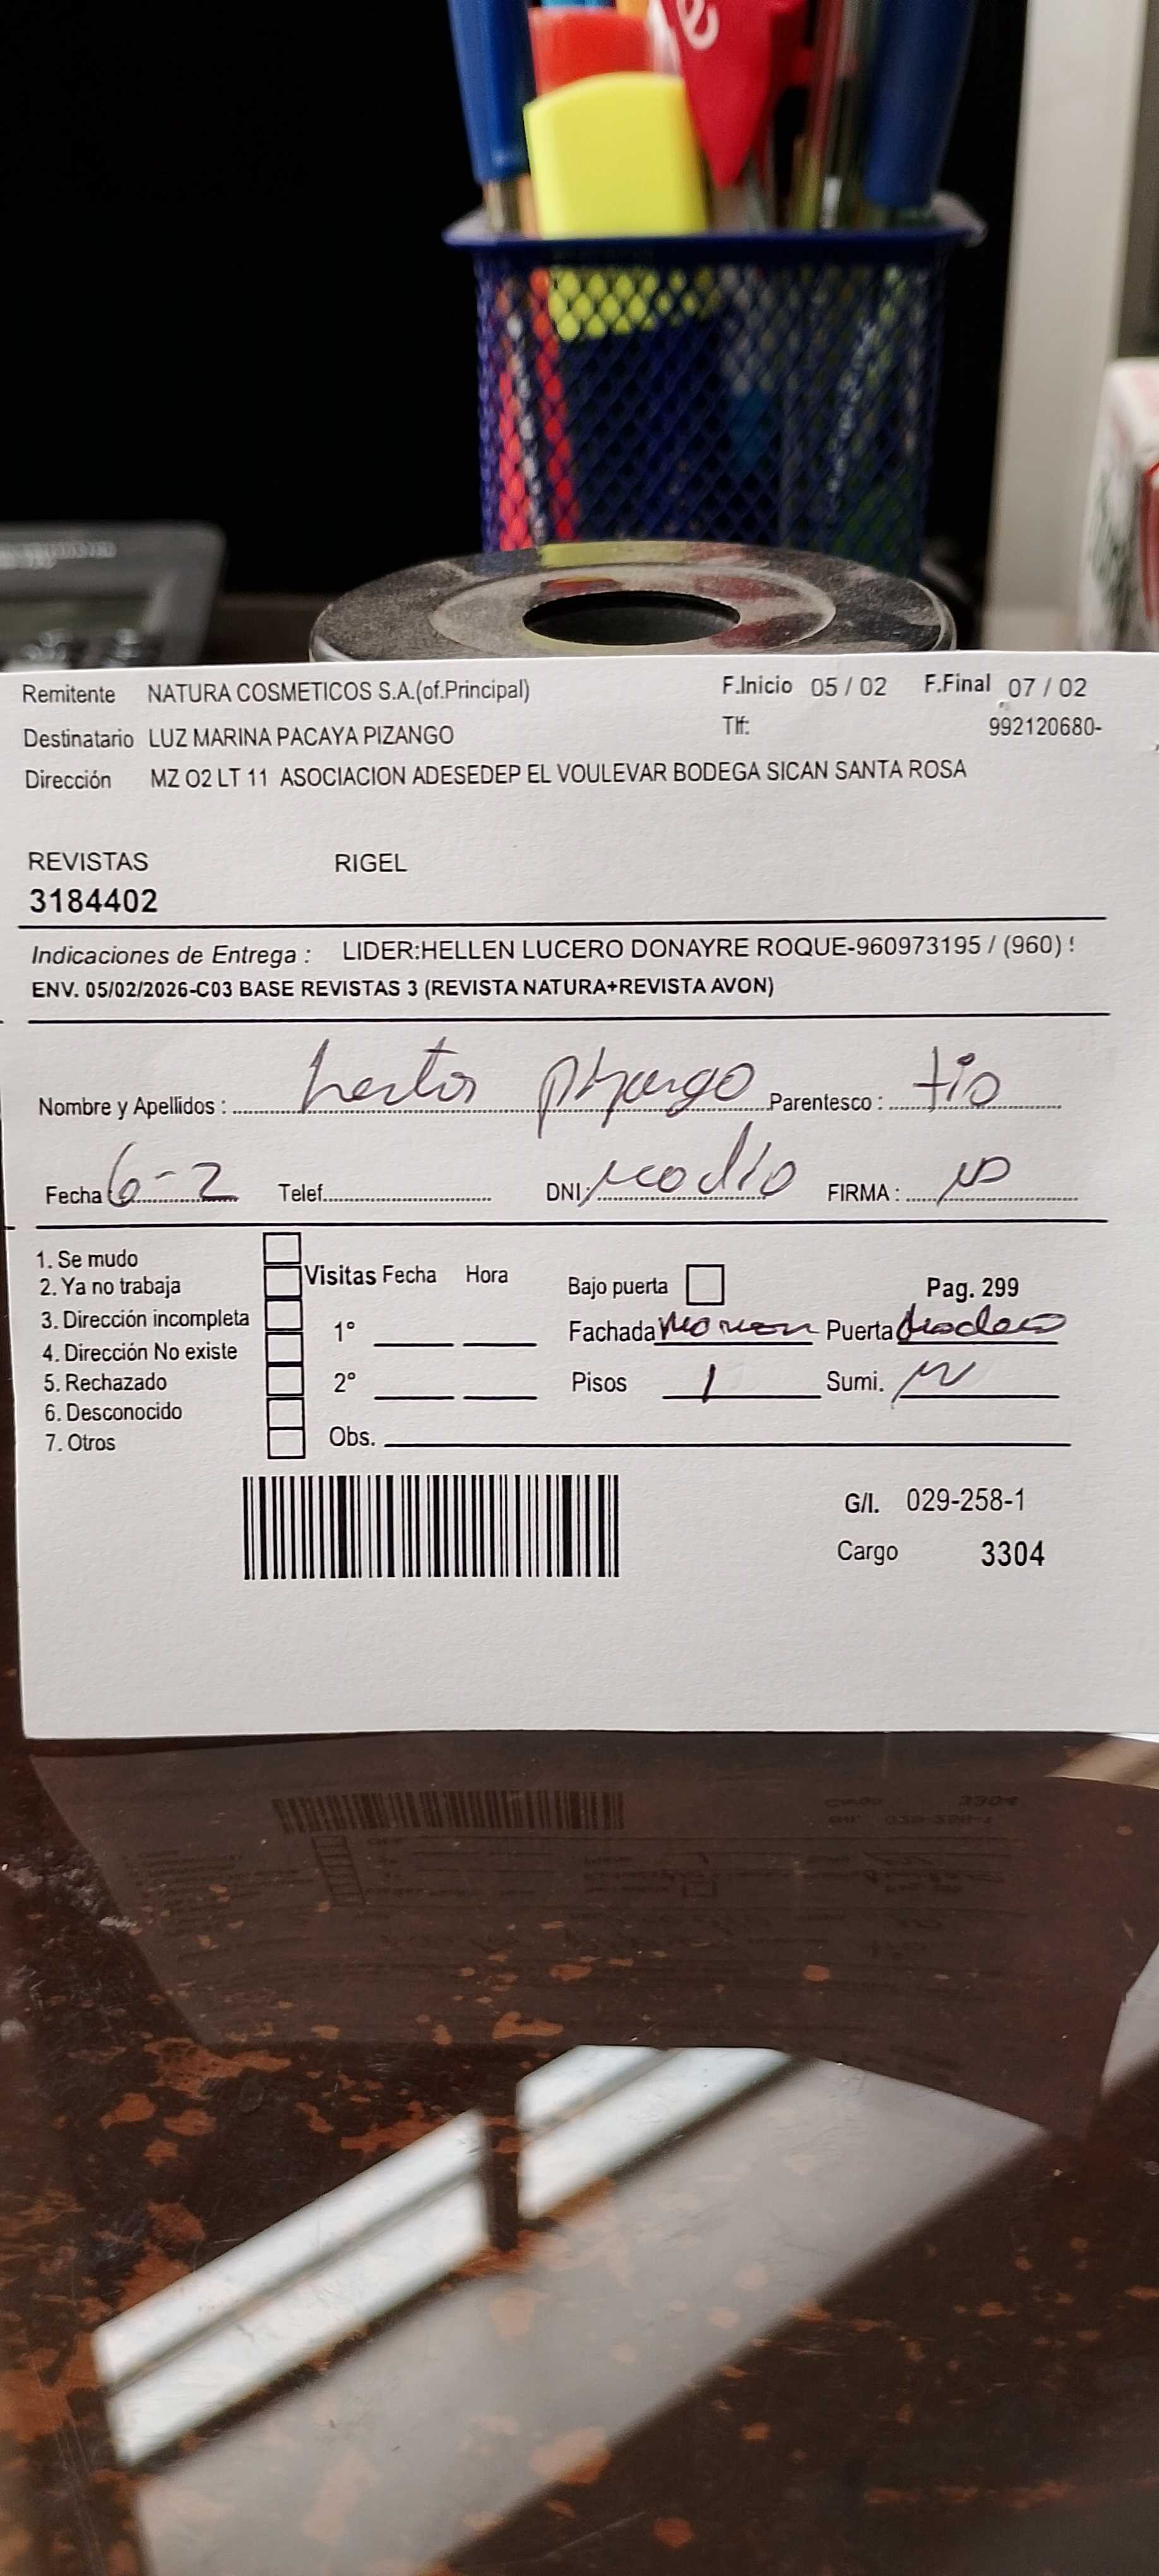 Remitente NATURA COSMETICOS S.A.(of.Principal) F.Inicio 05 / 02 F.Final 07 / 02
Destinatario LUZ MARINA PACAYA PIZANGO Tlf: 992120680-
Dirección MZ O2 LT 11 ASOCIACION ADESEDEP EL VOULEVAR BODEGA SICAN SANTA ROSA
REVISTAS RIGEL
3184402
Indicaciones de Entrega : LIDER:HELLEN LUCERO DONAYRE ROQUE-960973195 / (960)
ENV. 05/02/2026-C03 BASE REVISTAS 3 (REVISTA NATURA+REVISTA AVON)
Nombre y Apellidos : hector pizango Parentesco : tio
Fecha 6-2 Telef. DNI: no dio FIRMA :
1. Se mudo
2. Ya no trabaja Visitas Fecha Hora Bajo puerta Pag. 299
3. Dirección incompleta 1° Fachada Puerta
4. Dirección No existe
5. Rechazado 2° Pisos 1 Sumi.
6. Desconocido
7. Otros Obs.
G/I. 029-258-1
Cargo 3304